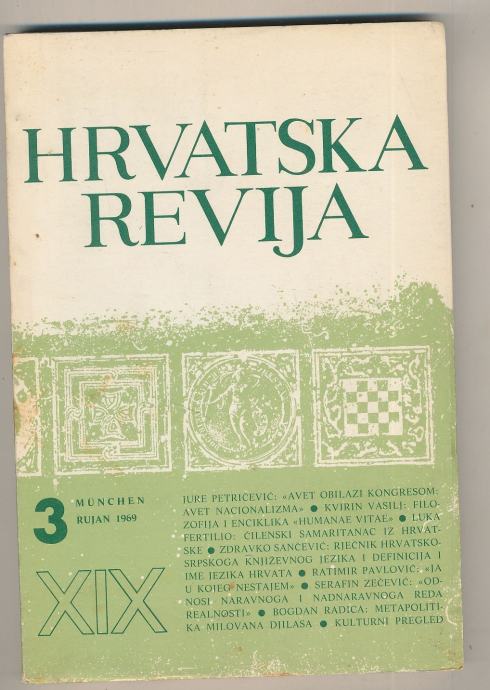 HRVATSKA
REVIJA
3 MÜNCHEN
RUJAN 1969
XIX
JURE PETRIČEVIĆ: «AVET OBILAZI KONGRESOM:
AVET NACIONALIZMA» ● KVIRIN VASILJ: FILO-
ZOFIJA I ENCIKLIKA «HUMANAE VITAE» ● LUKA
FERTILIO: ČILENSKI SAMARITANAC IZ HRVAT-
SKE ● ZDRAVKO SANČEVIĆ: RJEČNIK HRVATSKO-
SRPSKOGA KNJIŽEVNOG JEZIKA I DEFINICIJA I
IME JEZIKA HRVATA ● RATIMIR PAVLOVIĆ: «JA
U KOJEG NESTAJEM» ● SERAFIN ZEČEVIĆ: «OD-
NOSI NARAVNOGA I NADNARAVNOGA REDA
REALNOSTI» ● BOGDAN RADICA: METAPOLITI-
KA MILOVANA DJILASA ● KULTURNI PREGLED